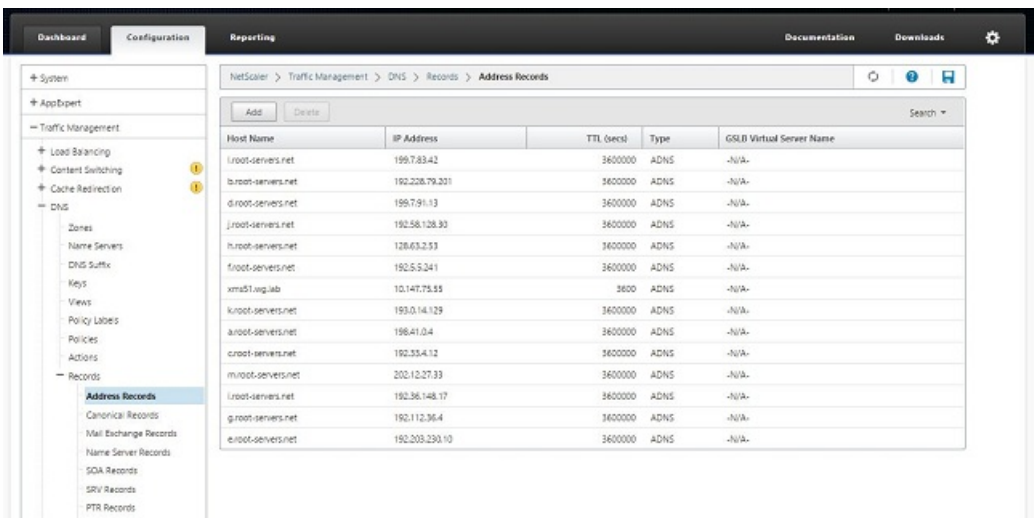 Dashboard Configuration Reporting Documentation Downloads
+ System
+ AppExpert
− Traffic Management
+ Load Balancing
+ Content Switching
+ Cache Redirection
− DNS
Zones
Name Servers
DNS Suffix
Keys
Views
Policy Labels
Policies
Actions
− Records
Address Records
Canonical Records
Mail Exchange Records
Name Server Records
SOA Records
SRV Records
PTR Records
NetScaler > Traffic Management > DNS > Records > Address Records
Add Delete Search
Host Name IP Address TTL (secs) Type GSLB Virtual Server Name
l.root-servers.net 199.7.83.42 3600000 ADNS -N/A-
b.root-servers.net 192.228.79.201 3600000 ADNS -N/A-
d.root-servers.net 199.7.91.13 3600000 ADNS -N/A-
j.root-servers.net 192.58.128.30 3600000 ADNS -N/A-
h.root-servers.net 128.63.2.53 3600000 ADNS -N/A-
f.root-servers.net 192.5.5.241 3600000 ADNS -N/A-
xms51.wg.lab 10.147.75.55 3600 ADNS -N/A-
k.root-servers.net 193.0.14.129 3600000 ADNS -N/A-
a.root-servers.net 198.41.0.4 3600000 ADNS -N/A-
c.root-servers.net 192.33.4.12 3600000 ADNS -N/A-
m.root-servers.net 202.12.27.33 3600000 ADNS -N/A-
i.root-servers.net 192.36.148.17 3600000 ADNS -N/A-
g.root-servers.net 192.112.36.4 3600000 ADNS -N/A-
e.root-servers.net 192.203.230.10 3600000 ADNS -N/A-